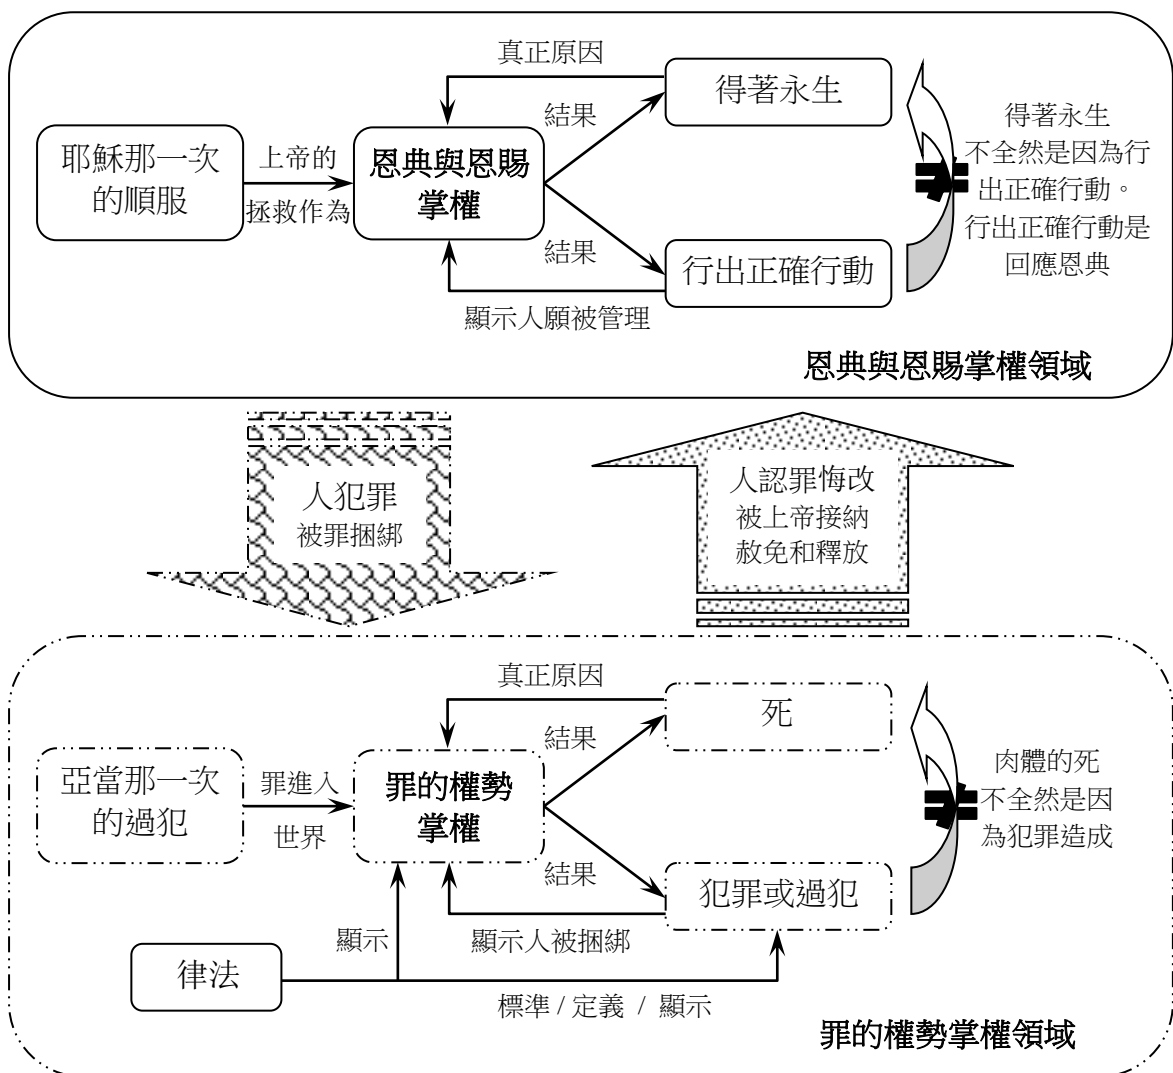 真正原因
得著永生
結果
耶穌那一次
的順服
上帝的
拯救作為
恩典與恩賜
掌權
結果
行出正確行動
顯示人願被管理
得著永生
不全然是因為行
出正確行動。
行出正確行動是
回應恩典
恩典與恩賜掌權領域
人犯罪
被罪捆綁
人認罪悔改
被上帝接納
赦免和釋放
真正原因
死
結果
亞當那一次
的過犯
罪進入
世界
罪的權勢
掌權
結果
犯罪或過犯
顯示人被捆綁
肉體的死
不全然是因
為犯罪造成
顯示
律法
標準 / 定義 / 顯示
罪的權勢掌權領域